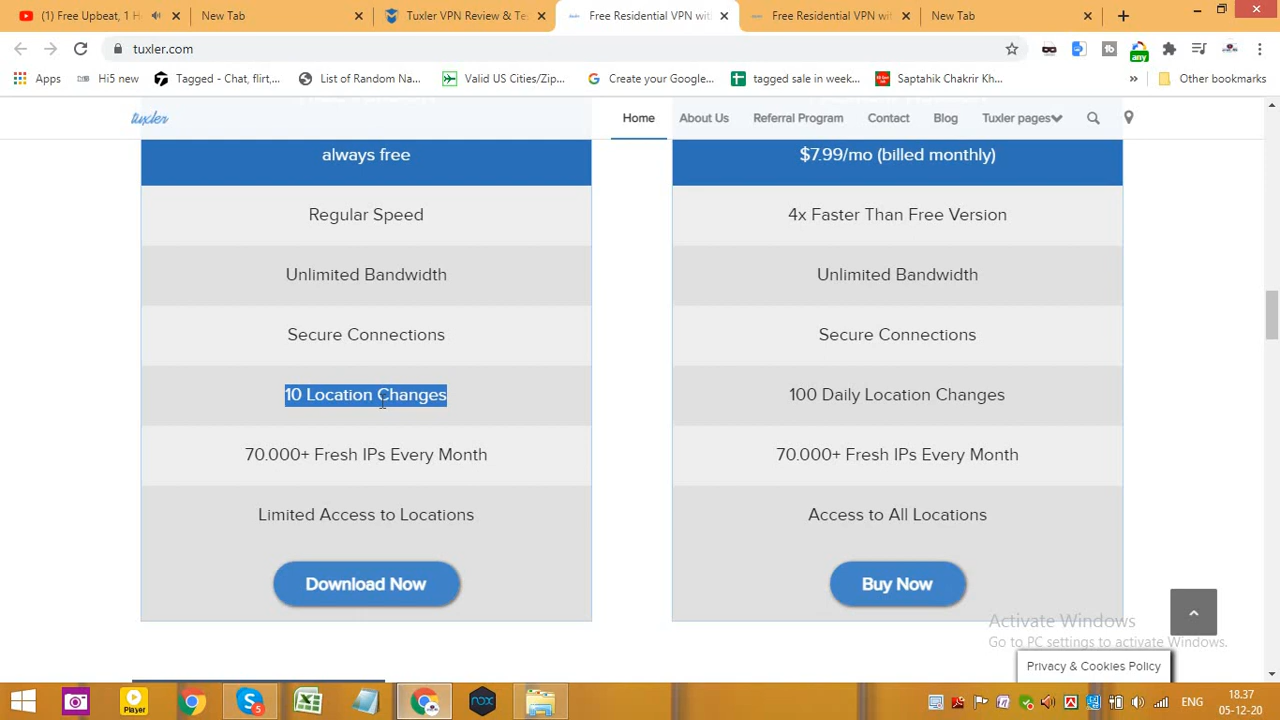 (1) Free Upbeat, 1 H
New Tab
Tuxler VPN Review & Te
Free Residential VPN wit
Free Residential VPN wi
New Tab
tuxler.com
Apps
Hi5 new
Tagged - Chat, flirt,...
List of Random Na...
Valid US Cities/Zip...
Create your Google...
tagged sale in week...
Saptahik Chakrir Kh...
»
Other bookmarks
any
tuxler
Home
About Us
Referral Program
Contact
Blog
Tuxler pages
always free
Regular Speed
Unlimited Bandwidth
Secure Connections
10 Location Changes
70.000+ Fresh IPs Every Month
Limited Access to Locations
Download Now
$7.99/mo (billed monthly)
4x Faster Than Free Version
Unlimited Bandwidth
Secure Connections
100 Daily Location Changes
70.000+ Fresh IPs Every Month
Access to All Locations
Buy Now
Activate Windows
Go to PC settings to activate Windows.
Privacy & Cookies Policy
Player
5
nox
ENG
18.37
05-12-20